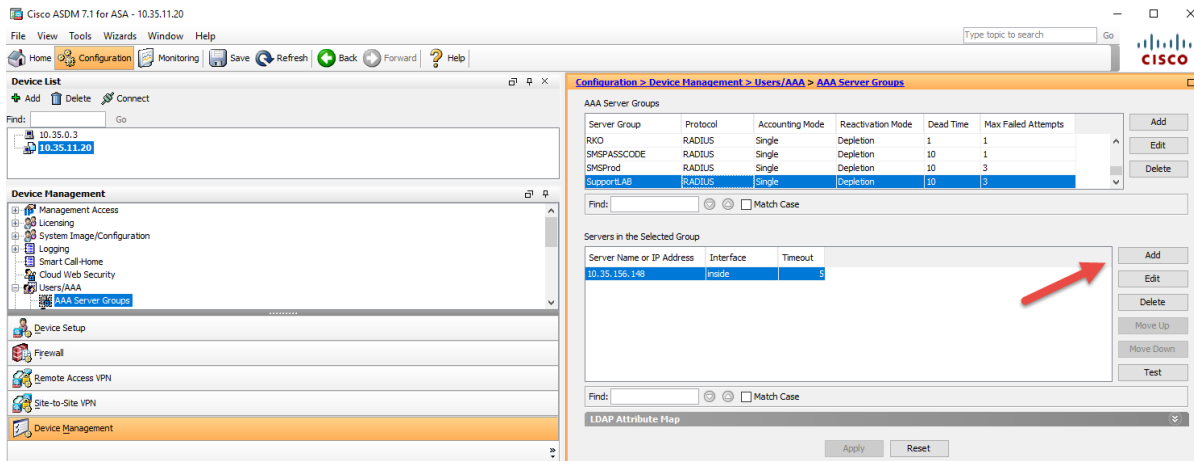 Cisco ASDM 7.1 for ASA - 10.35.11.20
File View Tools Wizards Window Help
Type topic to search Go
Home Configuration Monitoring Save Refresh Back Forward Help
CISCO
Device List
Add Delete Connect
Find: Go
10.35.0.3
10.35.11.20
Device Management
Management Access
Licensing
System Image/Configuration
Logging
Smart Call-Home
Cloud Web Security
Users/AAA
AAA Server Groups
Device Setup
Firewall
Remote Access VPN
Site-to-Site VPN
Device Management
Configuration > Device Management > Users/AAA > AAA Server Groups
AAA Server Groups
Server Group Protocol Accounting Mode Reactivation Mode Dead Time Max Failed Attempts
RKO RADIUS Single Depletion 1 1
SMSPASSCODE RADIUS Single Depletion 10 1
SMSProd RADIUS Single Depletion 10 3
SupportLAB RADIUS Single Depletion 10 3
Add
Edit
Delete
Find: Match Case
Servers in the Selected Group
Server Name or IP Address Interface Timeout
10.35.156.148 inside 5
Add
Edit
Delete
Move Up
Move Down
Test
Find: Match Case
LDAP Attribute Map
Apply Reset